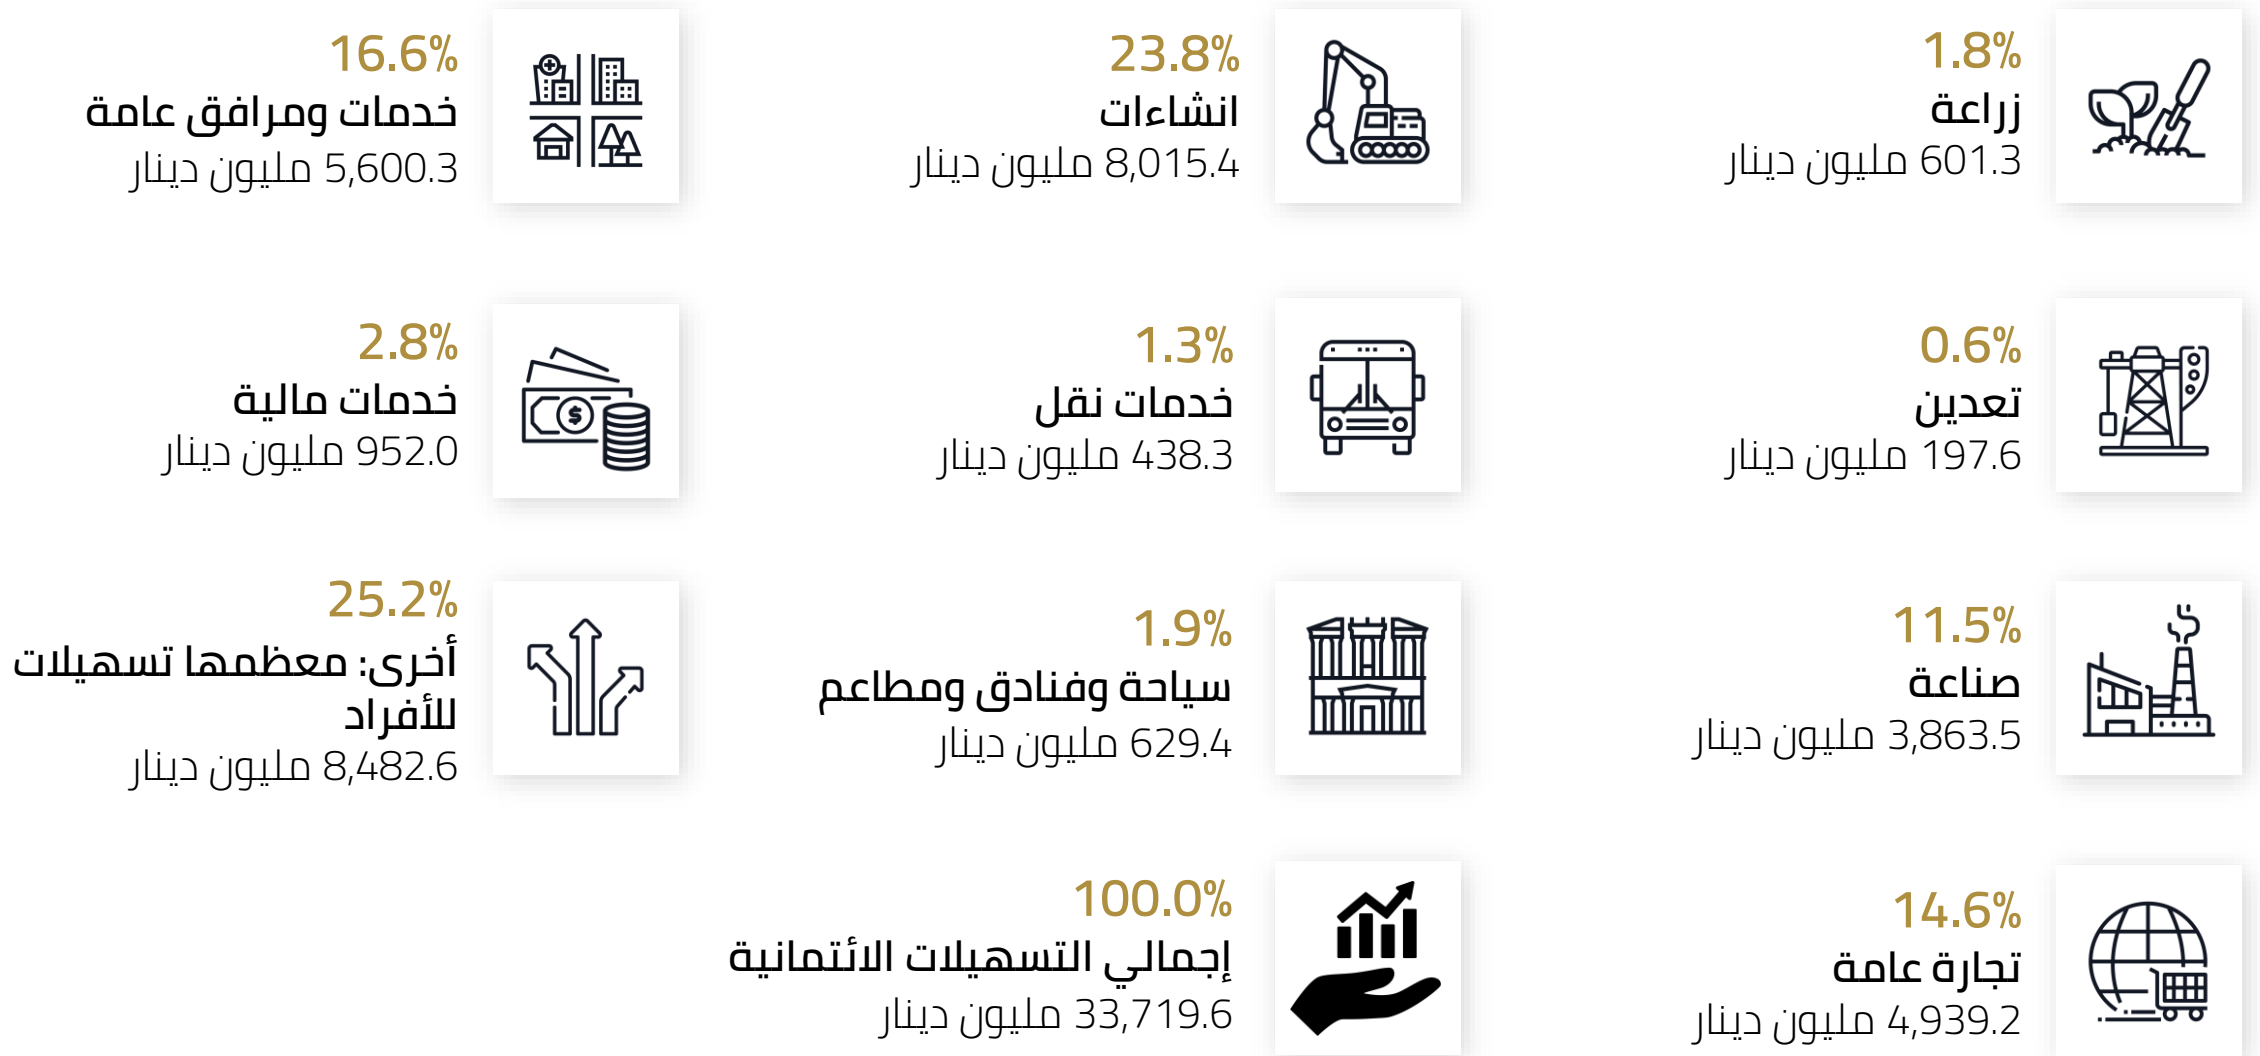 1.8%
زراعة
601.3 مليون دينار
0.6%
تعدين
197.6 مليون دينار
11.5%
صناعة
3,863.5 مليون دينار
14.6%
تجارة عامة
4,939.2 مليون دينار
23.8%
انشاءات
8,015.4 مليون دينار
1.3%
خدمات نقل
438.3 مليون دينار
1.9%
سياحة وفنادق ومطاعم
629.4 مليون دينار
100.0%
إجمالي التسهيلات الائتمانية
33,719.6 مليون دينار
16.6%
خدمات ومرافق عامة
5,600.3 مليون دينار
2.8%
خدمات مالية
952.0 مليون دينار
25.2%
أخرى: معظمها تسهيلات
للأفراد
8,482.6 مليون دينار